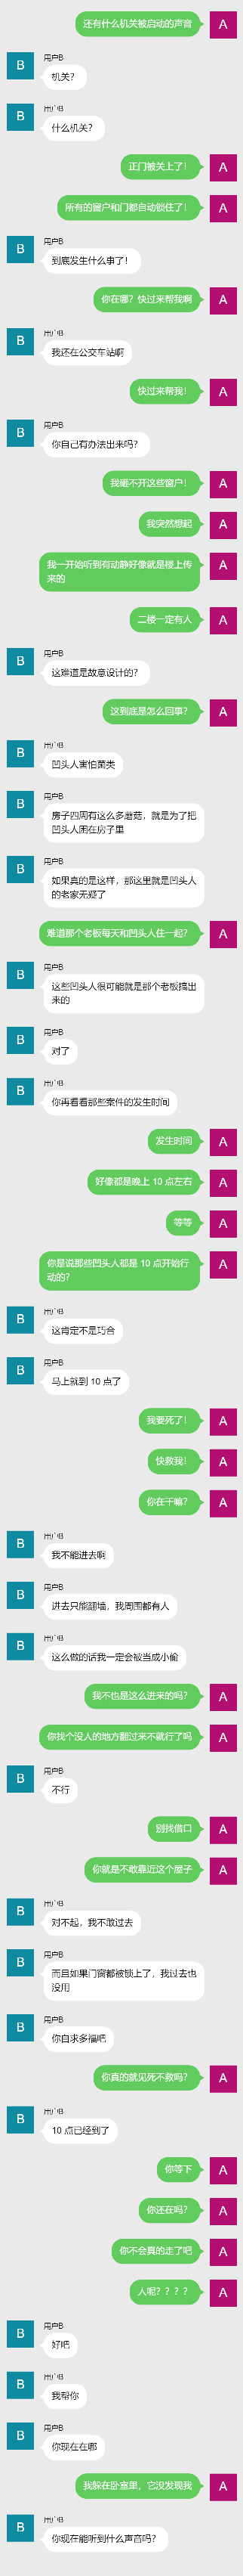 还有什么机关被启动的声音
A
B
用户B
机关？
B
用户B
什么机关？
正门被关上了！
A
所有的窗户和门都自动锁住了！
A
B
用户B
到底发生什么事了！
你在哪？快过来帮我啊
A
B
用户B
我还在公交车站啊
快过来帮我！
A
B
用户B
你自己有办法出来吗？
我砸不开这些窗户！
A
我突然想起
A
我一开始听到有动静好像就是楼上传
来的
A
二楼一定有人
A
B
用户B
这难道是故意设计的？
这到底是怎么回事？
A
B
用户B
凹头人害怕菌类
B
用户B
房子四周有这么多蘑菇，就是为了把
凹头人困在房子里
B
用户B
如果真的是这样，那这里就是凹头人
的老家无疑了
难道那个老板每天和凹头人住一起？
A
B
用户B
这些凹头人很可能就是那个老板搞出
来的
B
用户B
对了
B
用户B
你再看看那些案件的发生时间
发生时间
A
好像都是晚上 10 点左右
A
等等
A
你是说那些凹头人都是 10 点开始行
动的？
A
B
用户B
这肯定不是巧合
B
用户B
马上就到 10 点了
我要死了！
A
快救我！
A
你在干嘛？
A
B
用户B
我不能进去啊
B
用户B
进去只能翻墙，我周围都有人
B
用户B
这么做的话我一定会被当成小偷
我不也是这么进来的吗？
A
你找个没人的地方翻过来不就行了吗
A
B
用户B
不行
别找借口
A
你就是不敢靠近这个屋子
A
B
用户B
对不起，我不敢过去
B
用户B
而且如果门窗都被锁上了，我过去也
没用
B
用户B
你自求多福吧
你真的就见死不救吗？
A
B
用户B
10 点已经到了
你等下
A
你还在吗？
A
你不会真的走了吧
A
人呢？？？？
A
B
用户B
好吧
B
用户B
我帮你
B
用户B
你现在在哪
我躲在卧室里，它没发现我
A
B
用户B
你现在能听到什么声音吗？